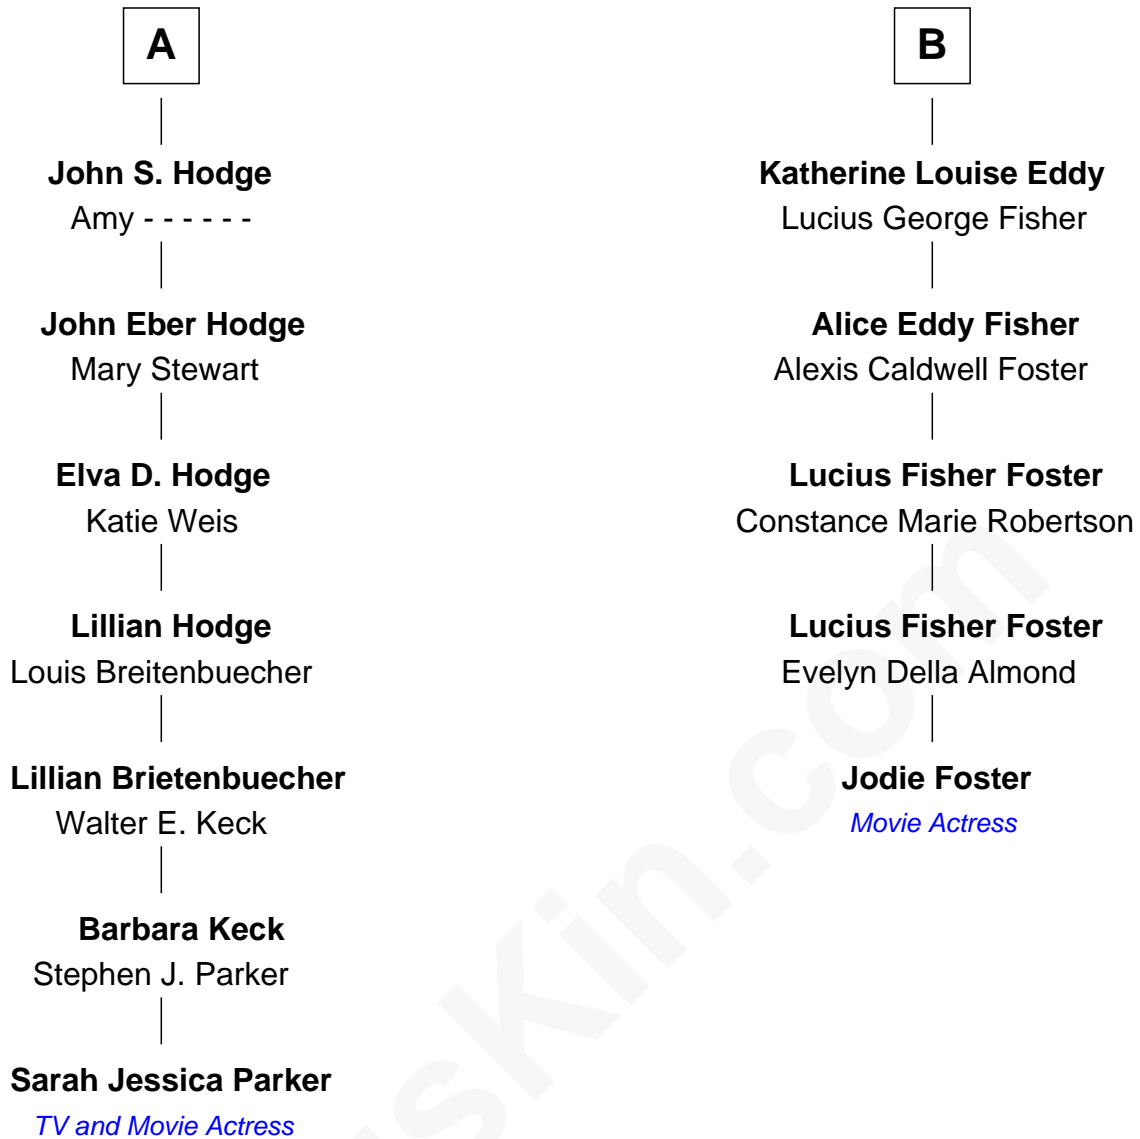 A
John S. Hodge
Amy - - - - - -
John Eber Hodge
Mary Stewart
Elva D. Hodge
Katie Weis
Lillian Hodge
Louis Breitenbuecher
Lillian Brietenbuecher
Walter E. Keck
Barbara Keck
Stephen J. Parker
Sarah Jessica Parker
TV and Movie Actress
B
Katherine Louise Eddy
Lucius George Fisher
Alice Eddy Fisher
Alexis Caldwell Foster
Lucius Fisher Foster
Constance Marie Robertson
Lucius Fisher Foster
Evelyn Della Almond
Jodie Foster
Movie Actress
usKin.com